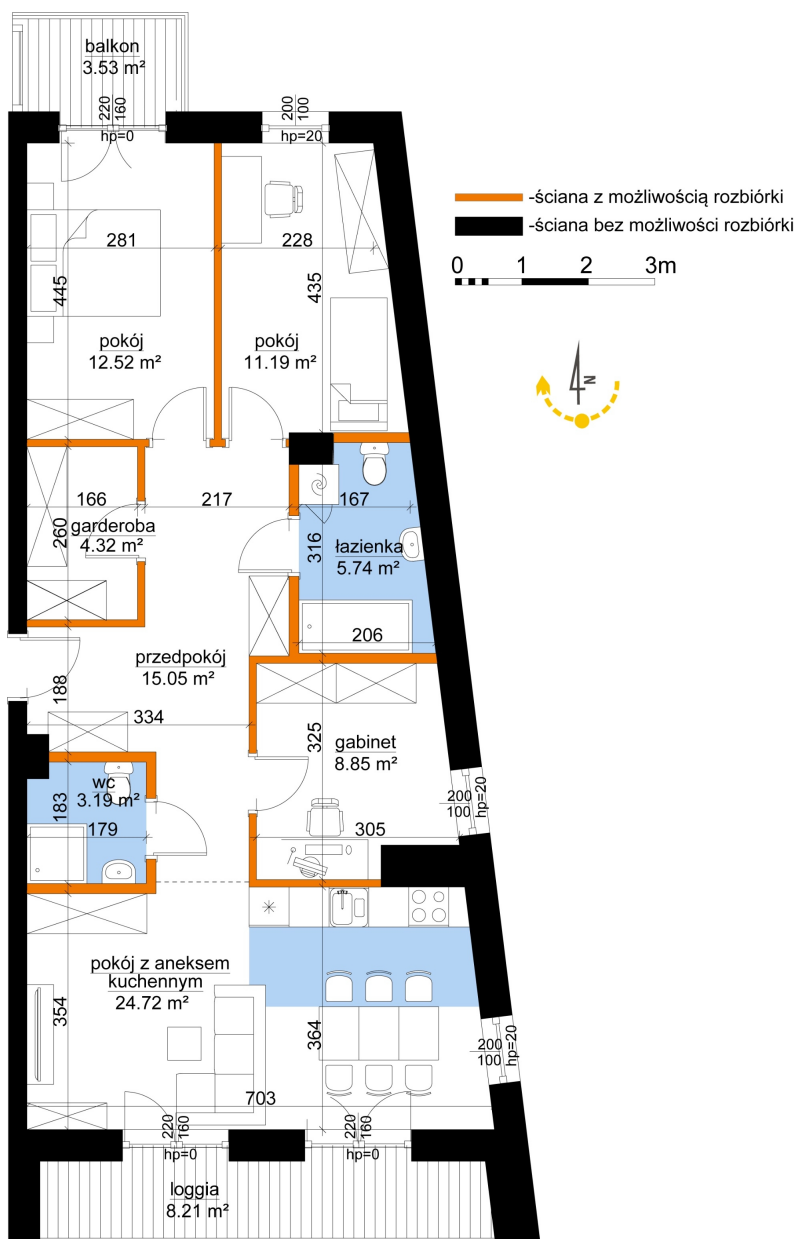 balkon
3.53 m²
220
160
hp=0
200
100
hp=20
-ściana z możliwością rozbiórki
-ściana bez możliwości rozbiórki
0 1 2 3m
N
281
228
445
435
pokój
12.52 m²
pokój
11.19 m²
166
217
167
260
garderoba
4.32 m²
316
łazienka
5.74 m²
206
przedpokój
15.05 m²
188
334
325
gabinet
8.85 m²
200
100
hp=20
wc
3.19 m²
183
179
305
pokój z aneksem
kuchennym
24.72 m²
354
364
200
100
hp=20
703
220
160
hp=0
220
160
hp=0
loggia
8.21 m²